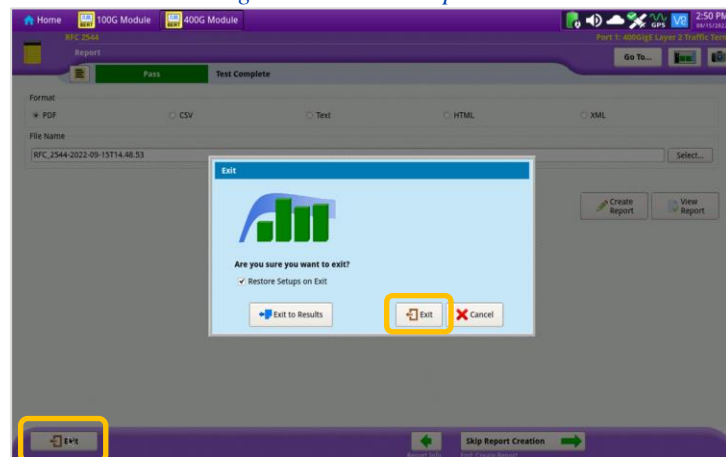 Home 100G Module 400G Module GPS 2:50 PM
RFC 2544
Port 1: 400GigE Layer 2 Traffic Term
Report
Go To...
Pass Test Complete
Format
PDF CSV Text HTML XML
File Name
RFC_2544-2022-09-15T14.48.53 Select...
Create Report
View Report
Exit
Are you sure you want to exit?
Restore Setups on Exit
Exit to Results Exit Cancel
Exit Skip Report Creation